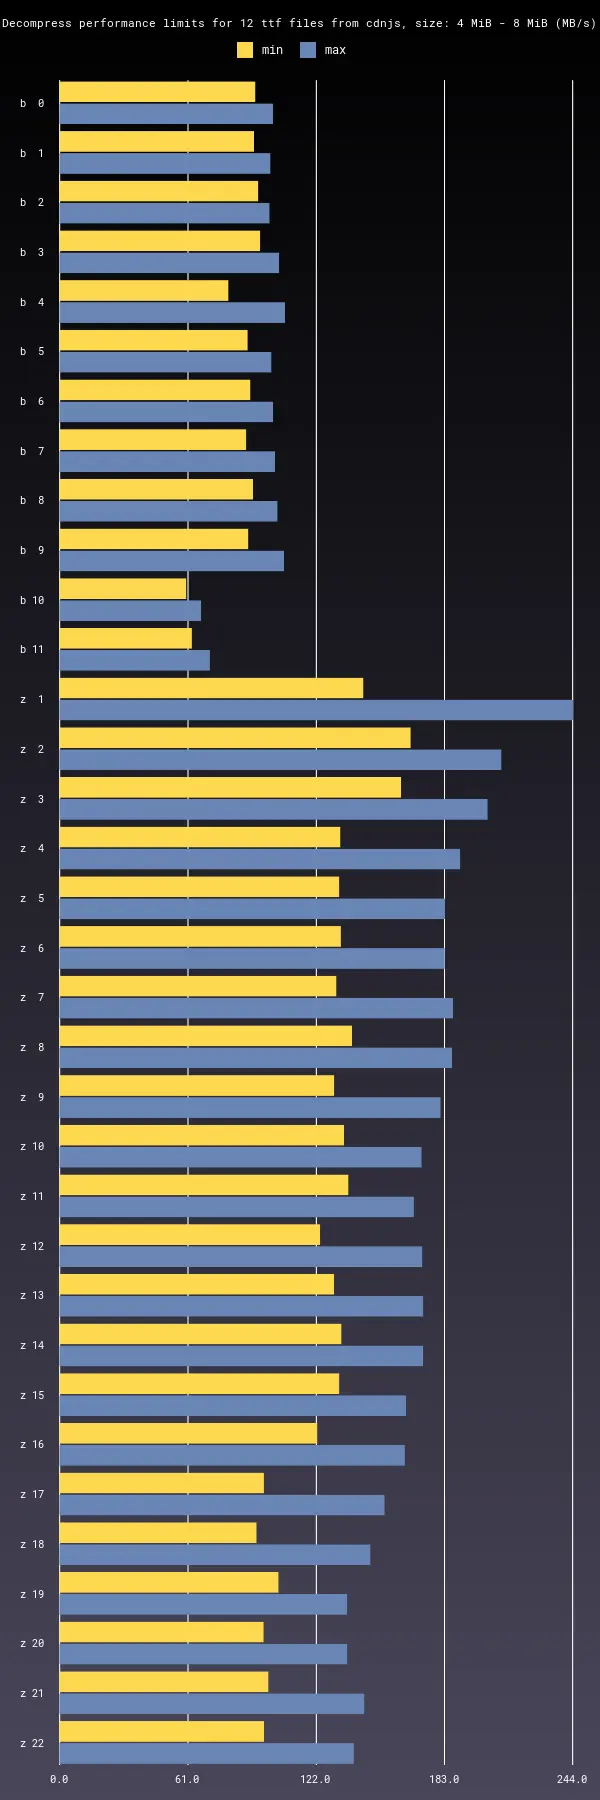 Decompress performance limits for 12 ttf files from cdnjs, size: 4 MiB - 8 MiB (MB/s)
min max
b 0
b 1
b 2
b 3
b 4
b 5
b 6
b 7
b 8
b 9
b 10
b 11
z 1
z 2
z 3
z 4
z 5
z 6
z 7
z 8
z 9
z 10
z 11
z 12
z 13
z 14
z 15
z 16
z 17
z 18
z 19
z 20
z 21
z 22
0.0 61.0 122.0 183.0 244.0